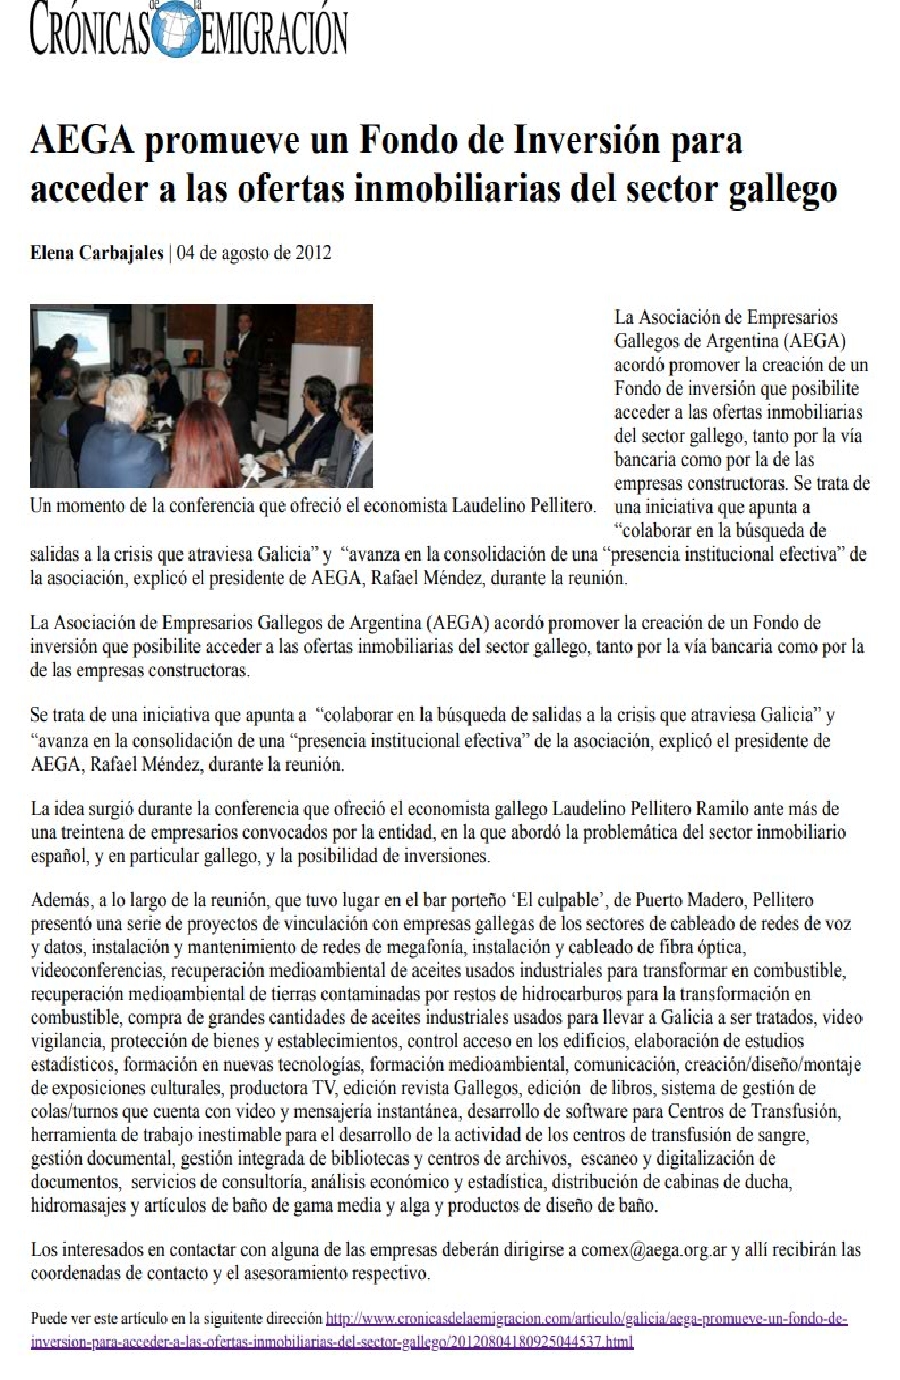 CRÓNICAS de la EMIGRACIÓN
AEGA promueve un Fondo de Inversión para
acceder a las ofertas inmobiliarias del sector gallego
Elena Carbajales | 04 de agosto de 2012
La Asociación de Empresarios
Gallegos de Argentina (AEGA)
acordó promover la creación de un
Fondo de inversión que posibilite
acceder a las ofertas inmobiliarias
del sector gallego, tanto por la vía
bancaria como por la de las
empresas constructoras. Se trata de
Un momento de la conferencia que ofreció el economista Laudelino Pellitero.
una iniciativa que apunta a
“colaborar en la búsqueda de
salidas a la crisis que atraviesa Galicia” y  “avanza en la consolidación de una “presencia institucional efectiva” de
la asociación, explicó el presidente de AEGA, Rafael Méndez, durante la reunión.
La Asociación de Empresarios Gallegos de Argentina (AEGA) acordó promover la creación de un Fondo de
inversión que posibilite acceder a las ofertas inmobiliarias del sector gallego, tanto por la vía bancaria como por la
de las empresas constructoras.
Se trata de una iniciativa que apunta a  “colaborar en la búsqueda de salidas a la crisis que atraviesa Galicia” y
“avanza en la consolidación de una “presencia institucional efectiva” de la asociación, explicó el presidente de
AEGA, Rafael Méndez, durante la reunión.
La idea surgió durante la conferencia que ofreció el economista gallego Laudelino Pellitero Ramilo ante más de
una treintena de empresarios convocados por la entidad, en la que abordó la problemática del sector inmobiliario
español, y en particular gallego, y la posibilidad de inversiones.
Además, a lo largo de la reunión, que tuvo lugar en el bar porteño ‘El culpable’, de Puerto Madero, Pellitero
presentó una serie de proyectos de vinculación con empresas gallegas de los sectores de cableado de redes de voz
y datos, instalación y mantenimiento de redes de megafonía, instalación y cableado de fibra óptica,
videoconferencias, recuperación medioambiental de aceites usados industriales para transformar en combustible,
recuperación medioambiental de tierras contaminadas por restos de hidrocarburos para la transformación en
combustible, compra de grandes cantidades de aceites industriales usados para llevar a Galicia a ser tratados, video
vigilancia, protección de bienes y establecimientos, control acceso en los edificios, elaboración de estudios
estadísticos, formación en nuevas tecnologías, formación medioambiental, comunicación, creación/diseño/montaje
de exposiciones culturales, productora TV, edición revista Gallegos, edición  de libros, sistema de gestión de
colas/turnos que cuenta con video y mensajería instantánea, desarrollo de software para Centros de Transfusión,
herramienta de trabajo inestimable para el desarrollo de la actividad de los centros de transfusión de sangre,
gestión documental, gestión integrada de bibliotecas y centros de archivos,  escaneo y digitalización de
documentos,  servicios de consultoría, análisis económico y estadística, distribución de cabinas de ducha,
hidromasajes y artículos de baño de gama media y alga y productos de diseño de baño.
Los interesados en contactar con alguna de las empresas deberán dirigirse a comex@aega.org.ar y allí recibirán las
coordenadas de contacto y el asesoramiento respectivo.
Puede ver este artículo en la siguitente dirección http://www.cronicasdelaemigracion.com/articulo/galicia/aega-promueve-un-fondo-de-
inversion-para-acceder-a-las-ofertas-inmobiliarias-del-sector-gallego/20120804180925044537.html